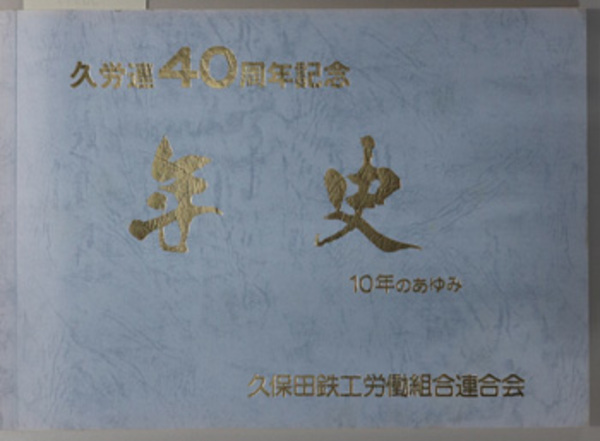 久労連40周年記念
年史
10年のあゆみ
久保田鉄工労働組合連合会